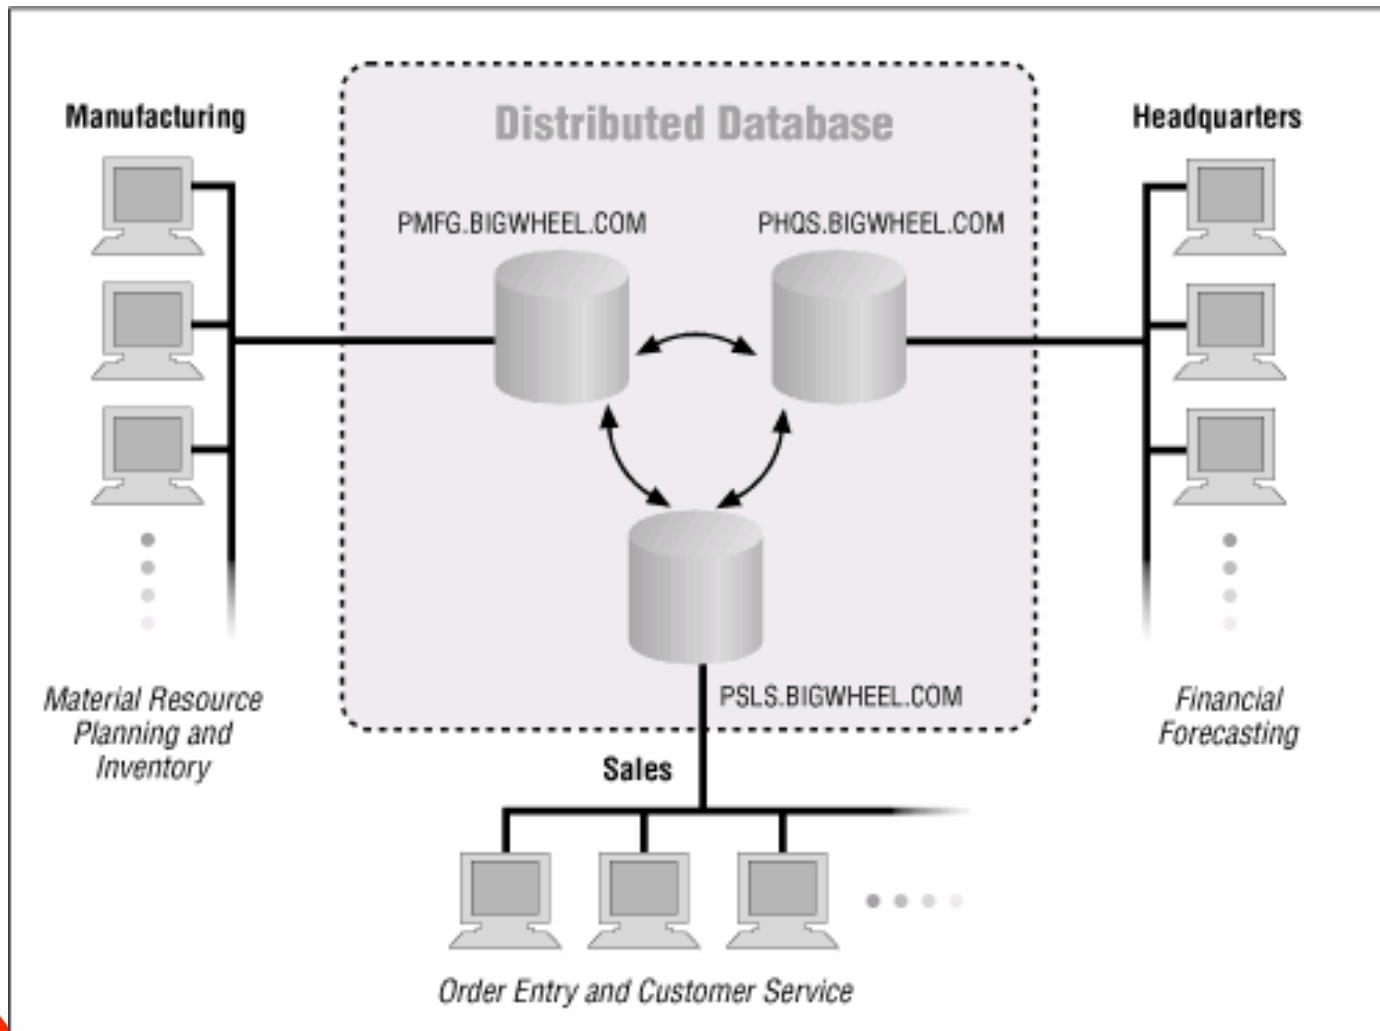 Distributed Database
Manufacturing
Headquarters
PMFG.BIGWHEEL.COM
PHQS.BIGWHEEL.COM
PSLS.BIGWHEEL.COM
Material Resource
Planning and
Inventory
Financial
Forecasting
Sales
Order Entry and Customer Service